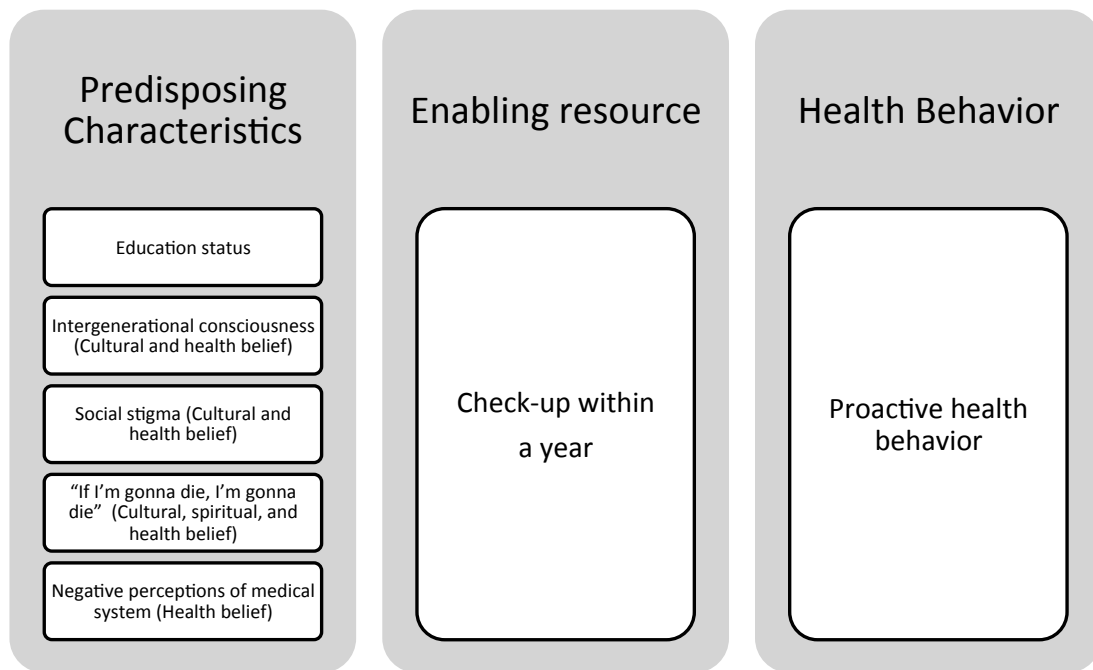 Predisposing
Characteristics
Education status
Intergenerational consciousness
(Cultural and health belief)
Social stigma (Cultural and
health belief)
“If I’m gonna die, I’m gonna
die”  (Cultural, spiritual, and
health belief)
Negative perceptions of medical
system (Health belief)
Enabling resource
Check-up within
a year
Health Behavior
Proactive health
behavior